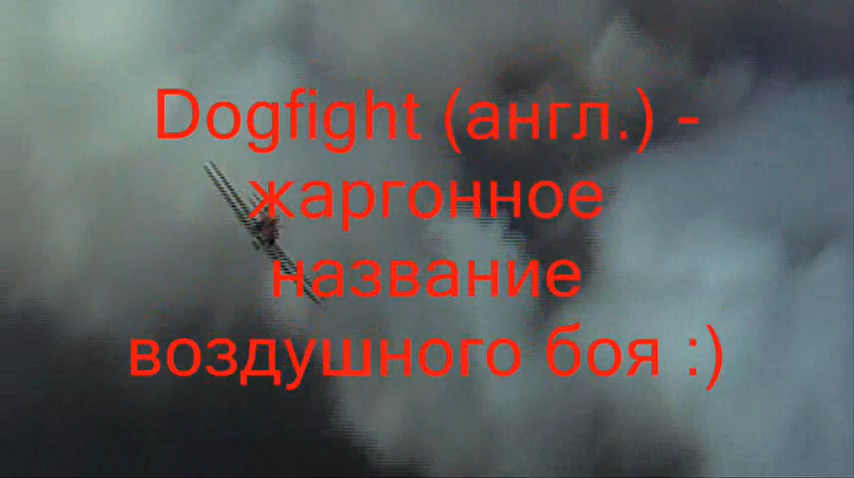 Dogfight (англ.) -
жаргонное
название
воздушного боя :)